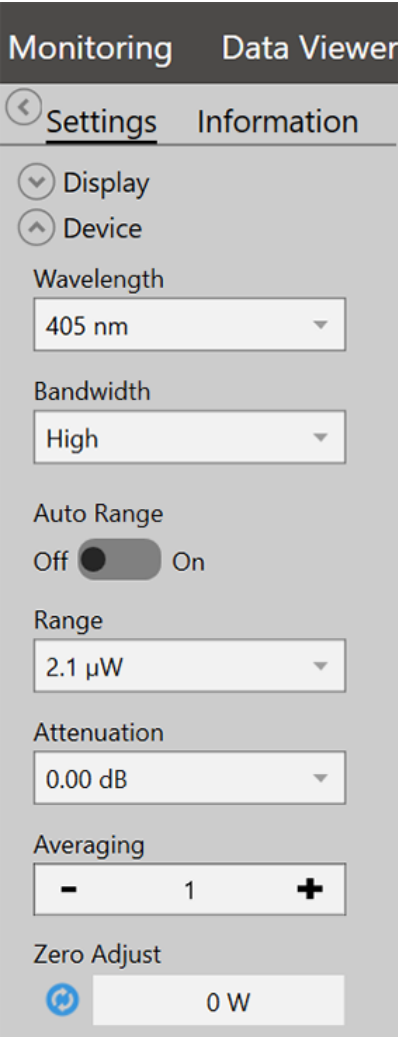 Monitoring Data Viewer
Settings Information
Display
Device
Wavelength
405 nm
Bandwidth
High
Auto Range
Off On
Range
2.1 µW
Attenuation
0.00 dB
Averaging
- 1 +
Zero Adjust
0 W